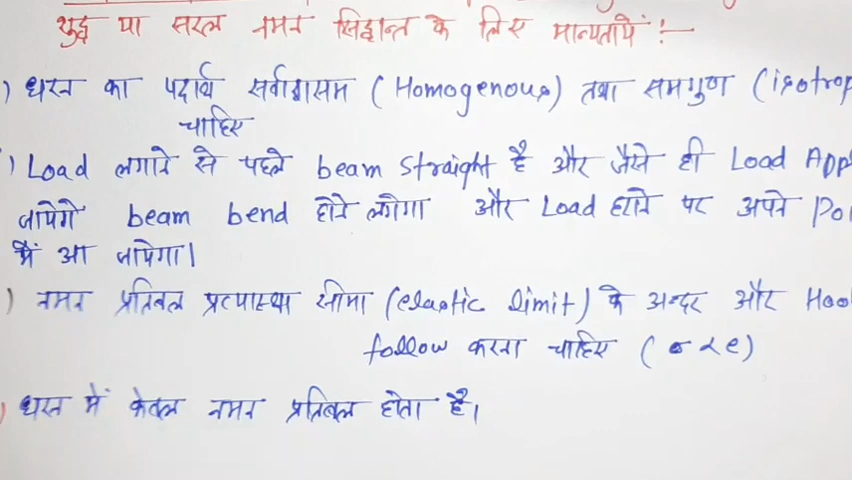 शुद्ध या सरल नमन सिद्धान्त के लिए मान्यतायें :-
) धरन का पदार्थ सर्वांगसम (Homogenous) तथा समगुण (isotrop
चाहिए
) Load लगाने से पहले beam straight है और जैसे ही Load App
जायेगे beam bend होने लगेगा और Load हटाने पर अपने Po
में आ जायेगा।
) नमन प्रतिबल प्रत्यास्था सीमा (elastic limit) के अन्दर और Hoo
follow करना चाहिए (σ ∝ e)
) धरन में केवल नमन प्रतिबल होता है।